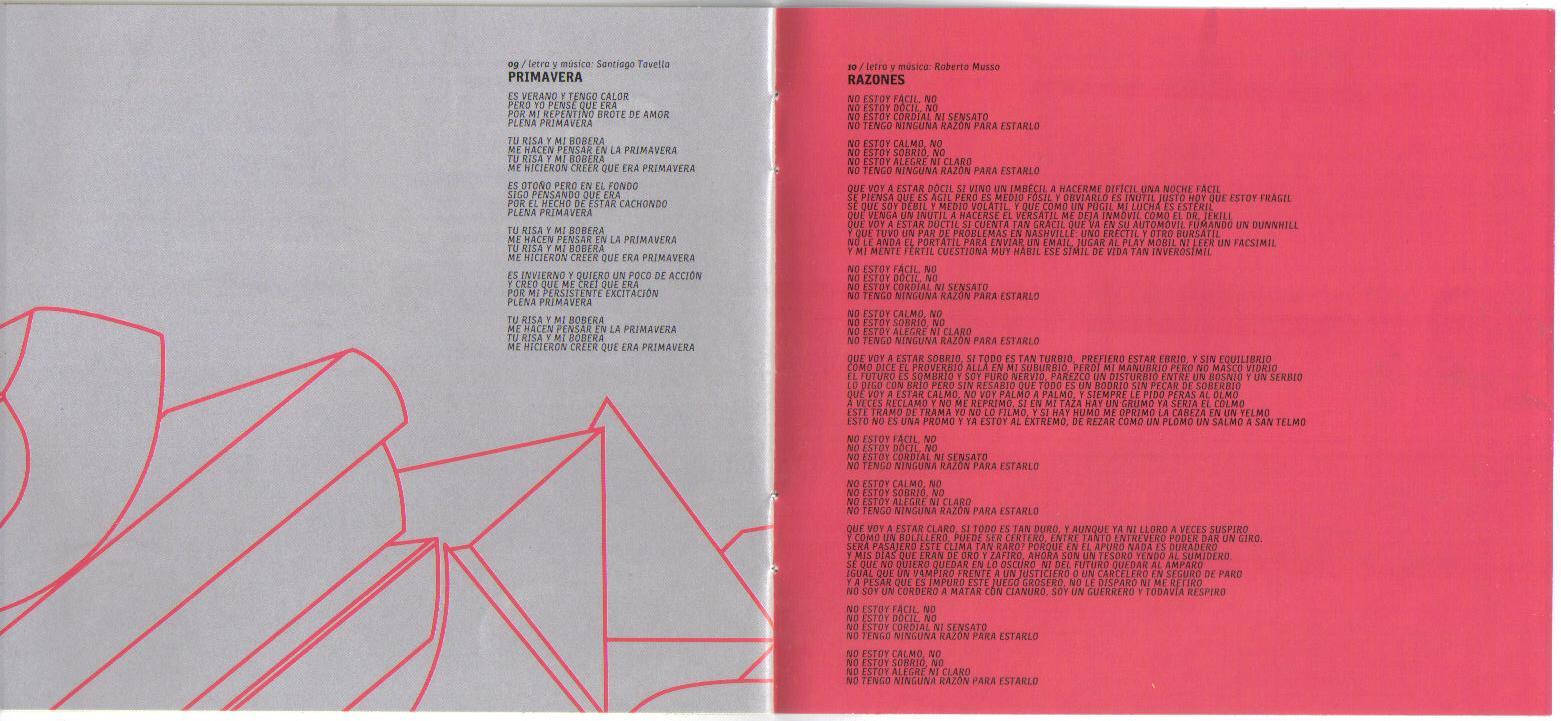 09 / letra y música: Santiago Tavella
PRIMAVERA
ES VERANO Y TENGO CALOR
PERO YO PENSÉ QUE ERA
POR MI REPENTINO BROTE DE AMOR
PLENA PRIMAVERA
TU RISA Y MI BOBERA
ME HACEN PENSAR EN LA PRIMAVERA
TU RISA Y MI BOBERA
ME HICIERON CREER QUE ERA PRIMAVERA
ES OTOÑO PERO EN EL FONDO
SIGO PENSANDO QUE ERA
POR EL HECHO DE ESTAR CACHONDO
PLENA PRIMAVERA
TU RISA Y MI BOBERA
ME HACEN PENSAR EN LA PRIMAVERA
TU RISA Y MI BOBERA
ME HICIERON CREER QUE ERA PRIMAVERA
ES INVIERNO Y QUIERO UN POCO DE ACCIÓN
Y CREO QUE ME CREÍ QUE ERA
POR MI PERSISTENTE EXCITACIÓN
PLENA PRIMAVERA
TU RISA Y MI BOBERA
ME HACEN PENSAR EN LA PRIMAVERA
TU RISA Y MI BOBERA
ME HICIERON CREER QUE ERA PRIMAVERA
10 / letra y música: Roberto Musso
RAZONES
NO ESTOY FÁCIL, NO
NO ESTOY DÓCIL, NO
NO ESTOY CORDIAL NI SENSATO
NO TENGO NINGUNA RAZÓN PARA ESTARLO
NO ESTOY CALMO, NO
NO ESTOY SOBRIO, NO
NO ESTOY ALEGRE NI CLARO
NO TENGO NINGUNA RAZÓN PARA ESTARLO
QUE VOY A ESTAR DÓCIL SI VINO UN IMBÉCIL A HACERME DIFÍCIL UNA NOCHE FÁCIL
SE PIENSA QUE ES ÁGIL PERO ES MEDIO FÓSIL Y OBVIARLO ES INÚTIL JUSTO HOY QUE ESTOY FRÁGIL
SÉ QUE SOY DÉBIL Y MEDIO VOLÁTIL, Y QUE COMO UN PÚGIL MI LUCHA ES ESTÉRIL
QUE VENGA UN INÚTIL A HACERSE EL VERSÁTIL ME DEJA INMÓVIL COMO EL DR. JEKILL
QUE VOY A ESTAR DÚCTIL SI CUENTA TAN GRÁCIL QUE VA EN SU AUTOMÓVIL FUMANDO UN DUNNHILL
Y QUE TUVO UN PAR DE PROBLEMAS EN NASHVILLE: UNO ERÉCTIL Y OTRO BURSÁTIL
NO LE ANDA EL PORTÁTIL PARA ENVIAR UN EMAIL, JUGAR AL PLAY MOBIL NI LEER UN FACSIMIL
Y MI MENTE FÉRTIL CUESTIONA MUY HÁBIL ESE SÍMIL DE VIDA TAN INVEROSÍMIL
NO ESTOY FÁCIL, NO
NO ESTOY DÓCIL, NO
NO ESTOY CORDIAL NI SENSATO
NO TENGO NINGUNA RAZÓN PARA ESTARLO
NO ESTOY CALMO, NO
NO ESTOY SOBRIO, NO
NO ESTOY ALEGRE NI CLARO
NO TENGO NINGUNA RAZÓN PARA ESTARLO
QUE VOY A ESTAR SOBRIO, SI TODO ES TAN TURBIO, PREFIERO ESTAR EBRIO, Y SIN EQUILIBRIO
COMO DICE EL PROVERBIO ALLÁ EN MI SUBURBIO, PERDÍ MI MANUBRIO PERO NO MASCO VIDRIO
EL FUTURO ES SOMBRÍO Y SOY PURO NERVIO, PAREZCO UN DISTURBIO ENTRE UN BOSNIO Y UN SERBIO
LO DIGO CON BRÍO PERO SIN RESABIO QUE TODO ES UN BODRIO SIN PECAR DE SOBERBIO
QUÉ VOY A ESTAR CALMO, NO VOY PALMO A PALMO, Y SIEMPRE LE PIDO PERAS AL OLMO
A VECES RECLAMO Y NO ME REPRIMO, SI EN MI TAZA HAY UN GRUMO YA SERÍA EL COLMO
ESTE TRAMO DE TRAMA YO NO LO FILMO, Y SI HAY HUMO ME OPRIMO LA CABEZA EN UN YELMO
ESTO NO ES UNA PROMO Y YA ESTOY AL EXTREMO, DE REZAR COMO UN PLOMO UN SALMO A SAN TELMO
NO ESTOY FÁCIL, NO
NO ESTOY DÓCIL, NO
NO ESTOY CORDIAL NI SENSATO
NO TENGO NINGUNA RAZÓN PARA ESTARLO
NO ESTOY CALMO, NO
NO ESTOY SOBRIO, NO
NO ESTOY ALEGRE NI CLARO
NO TENGO NINGUNA RAZÓN PARA ESTARLO
QUE VOY A ESTAR CLARO, SI TODO ES TAN DURO, Y AUNQUE YA NI LLORO A VECES SUSPIRO
Y COMO UN BOLILLERO, PUEDE SER CERTERO, ENTRE TANTO ENTREVERO PODER DAR UN GIRO.
SERÁ PASAJERO ESTE CLIMA TAN RARO? PORQUE EN EL APURO NADA ES DURADERO
Y MIS DÍAS QUE ERAN DE ORO Y ZAFIRO, AHORA SON UN TESORO YENDO AL SUMIDERO.
SÉ QUE NO QUIERO QUEDAR EN LO OSCURO NI DEL FUTURO QUEDAR AL AMPARO
IGUAL QUE UN VAMPIRO FRENTE A UN JUSTICIERO O UN CARCELERO EN SEGURO DE PARO
Y A PESAR QUE ES IMPURO ESTE JUEGO GROSERO, NO LE DISPARO NI ME RETIRO
NO SOY UN CORDERO A MATAR CON CIANURO, SOY UN GUERRERO Y TODAVÍA RESPIRO
NO ESTOY FÁCIL, NO
NO ESTOY DÓCIL, NO
NO ESTOY CORDIAL NI SENSATO
NO TENGO NINGUNA RAZÓN PARA ESTARLO
NO ESTOY CALMO, NO
NO ESTOY SOBRIO, NO
NO ESTOY ALEGRE NI CLARO
NO TENGO NINGUNA RAZÓN PARA ESTARLO